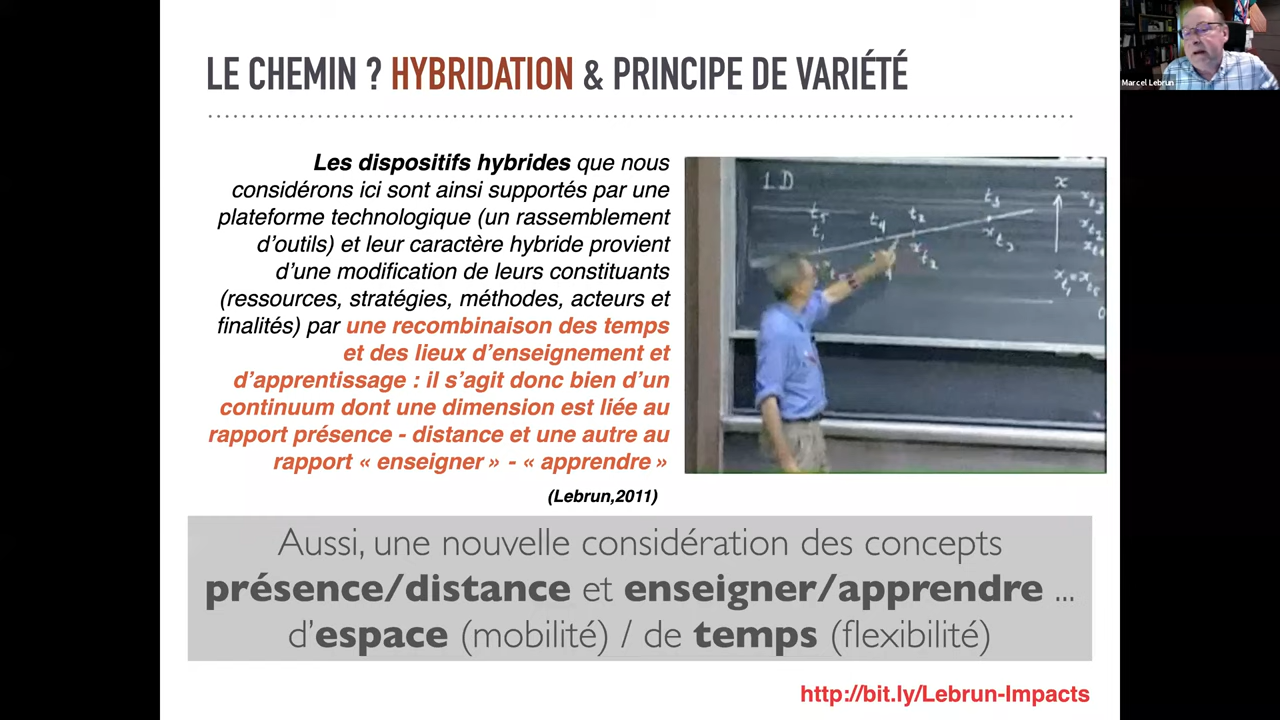 LE CHEMIN ? HYBRIDATION & PRINCIPE DE VARIÉTÉ
Marcel Lebrun
Les dispositifs hybrides que nous
considérons ici sont ainsi supportés par une
plateforme technologique (un rassemblement
d'outils) et leur caractère hybride provient
d'une modification de leurs constituants
(ressources, stratégies, méthodes, acteurs et
finalités) par une recombinaison des temps
et des lieux d'enseignement et
d'apprentissage : il s'agit donc bien d'un
continuum dont une dimension est liée au
rapport présence - distance et une autre au
rapport « enseigner » - « apprendre »
(Lebrun,2011)
1 D
t5
t1
t4
t2
t3
x
Aussi, une nouvelle considération des concepts
présence/distance et enseigner/apprendre ...
d'espace (mobilité) / de temps (flexibilité)
http://bit.ly/Lebrun-Impacts